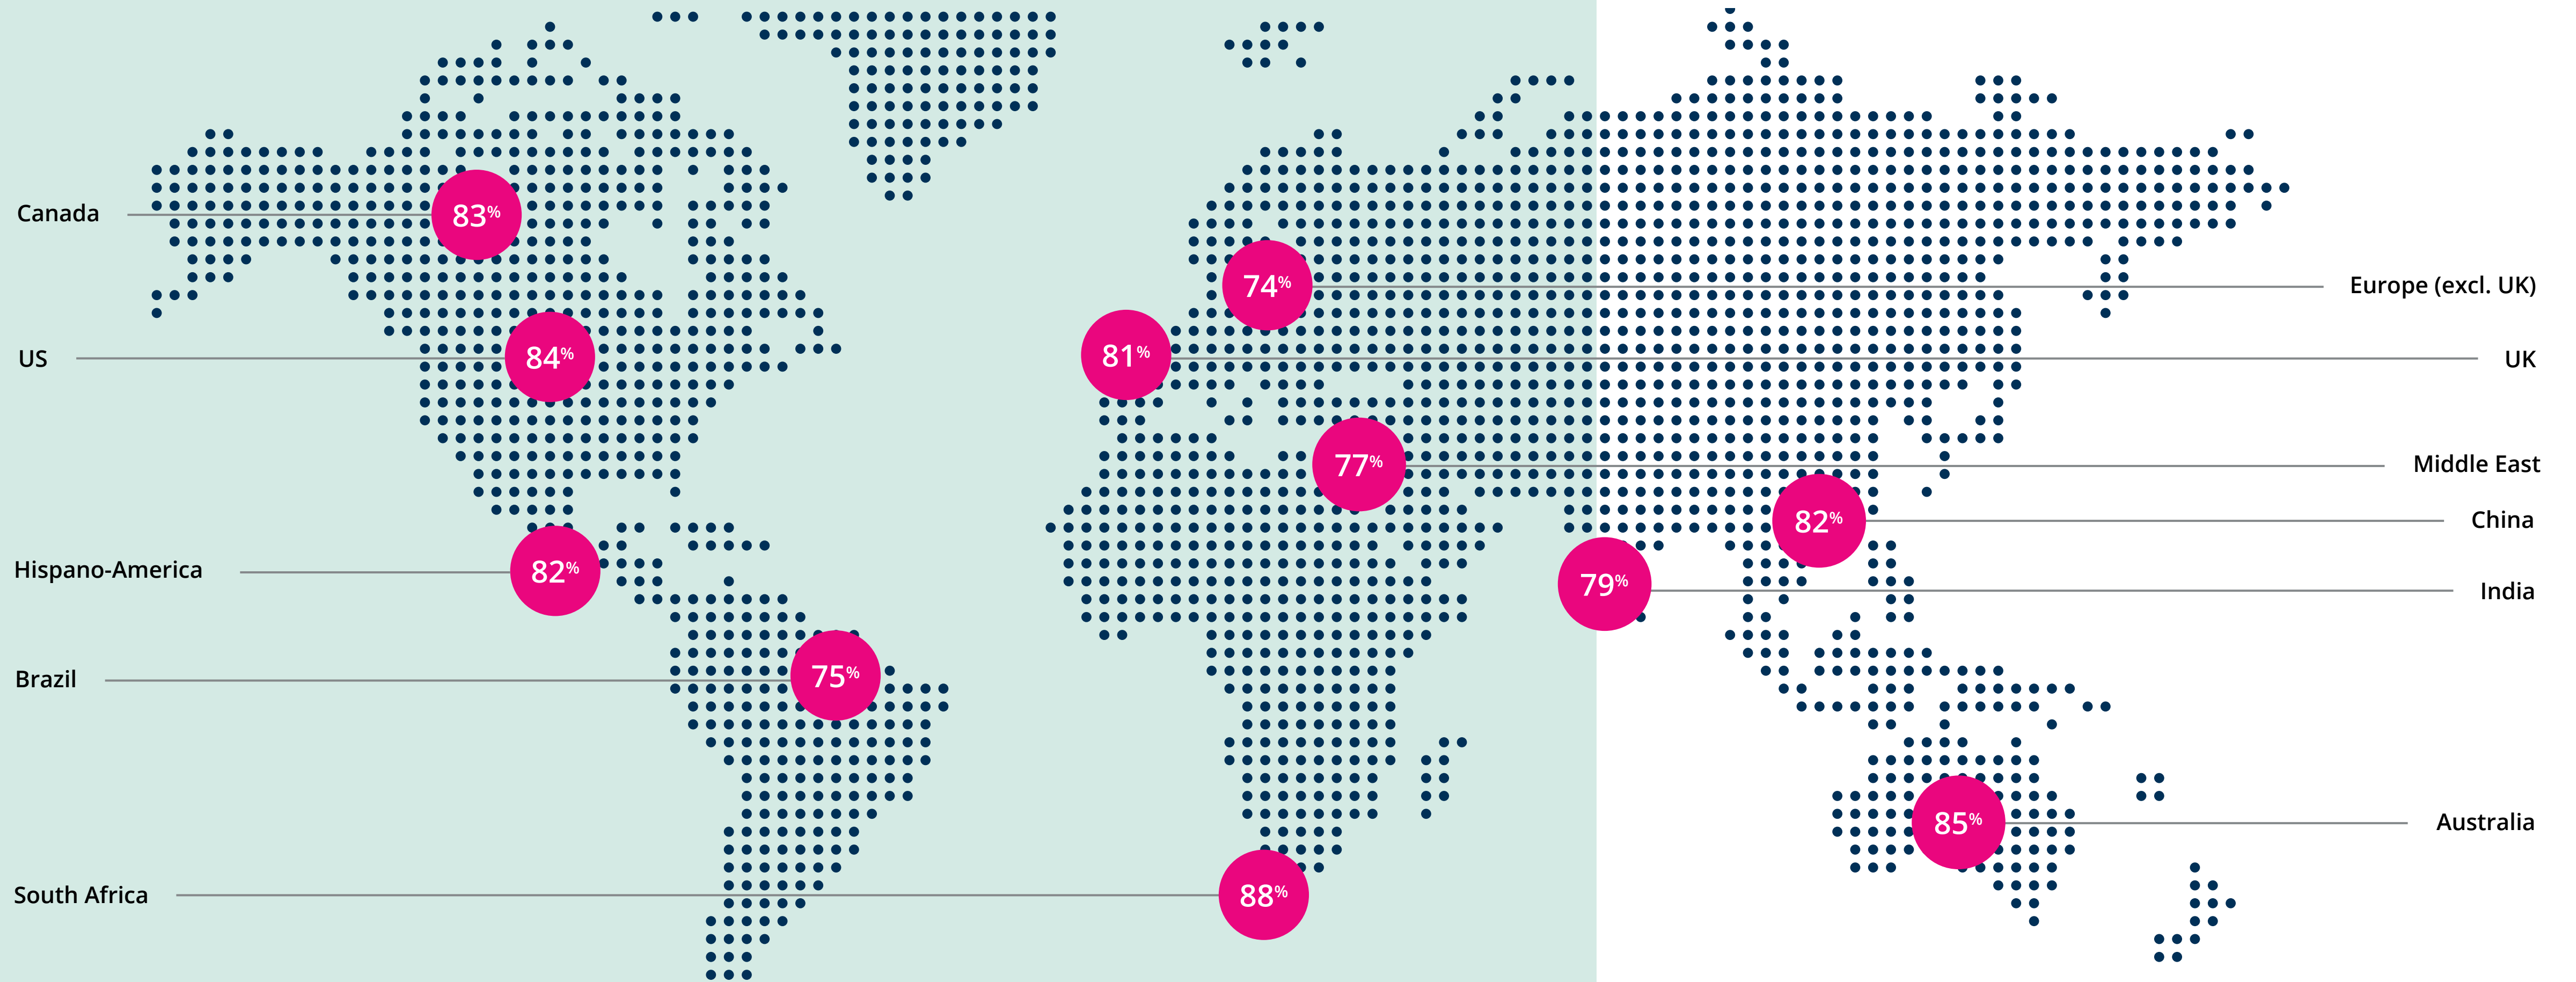 Canada
83%
74%
Europe (excl. UK)
US
84%
81%
UK
77%
Middle East
82%
China
Hispano-America
82%
79%
India
Brazil
75%
85%
Australia
South Africa
88%